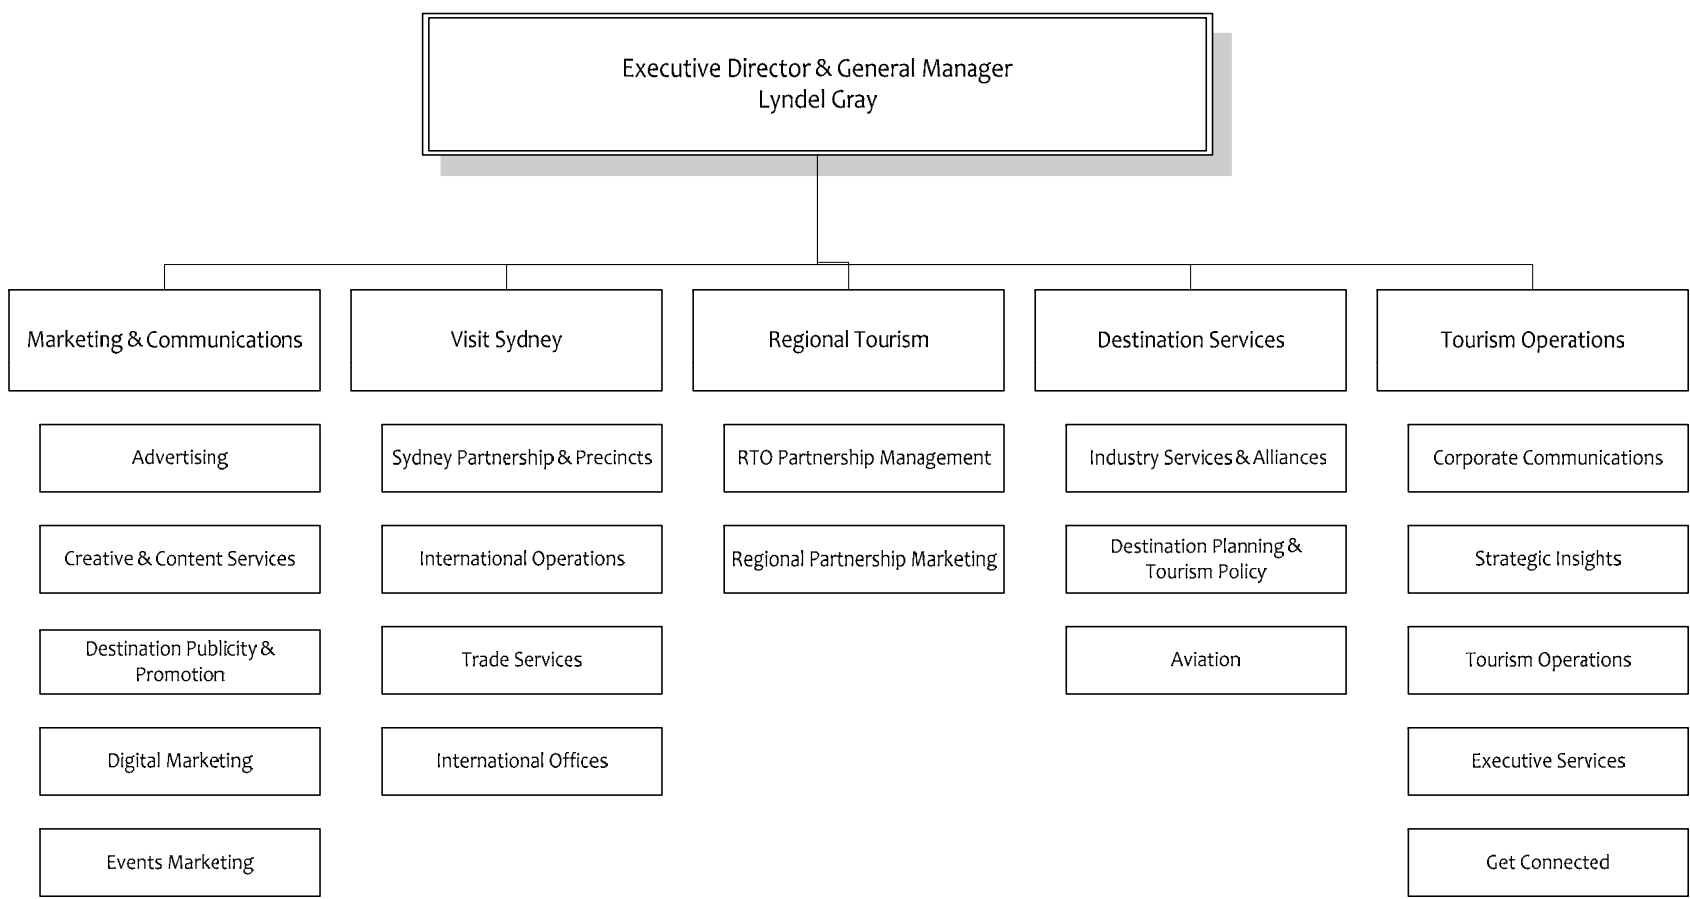 Executive Director & General Manager
Lyndel Gray
Marketing & Communications
Visit Sydney
Regional Tourism
Destination Services
Tourism Operations
Advertising
Creative & Content Services
Destination Publicity &
Promotion
Digital Marketing
Events Marketing
Sydney Partnership & Precincts
International Operations
Trade Services
International Offices
RTO Partnership Management
Regional Partnership Marketing
Industry Services & Alliances
Destination Planning &
Tourism Policy
Aviation
Corporate Communications
Strategic Insights
Tourism Operations
Executive Services
Get Connected